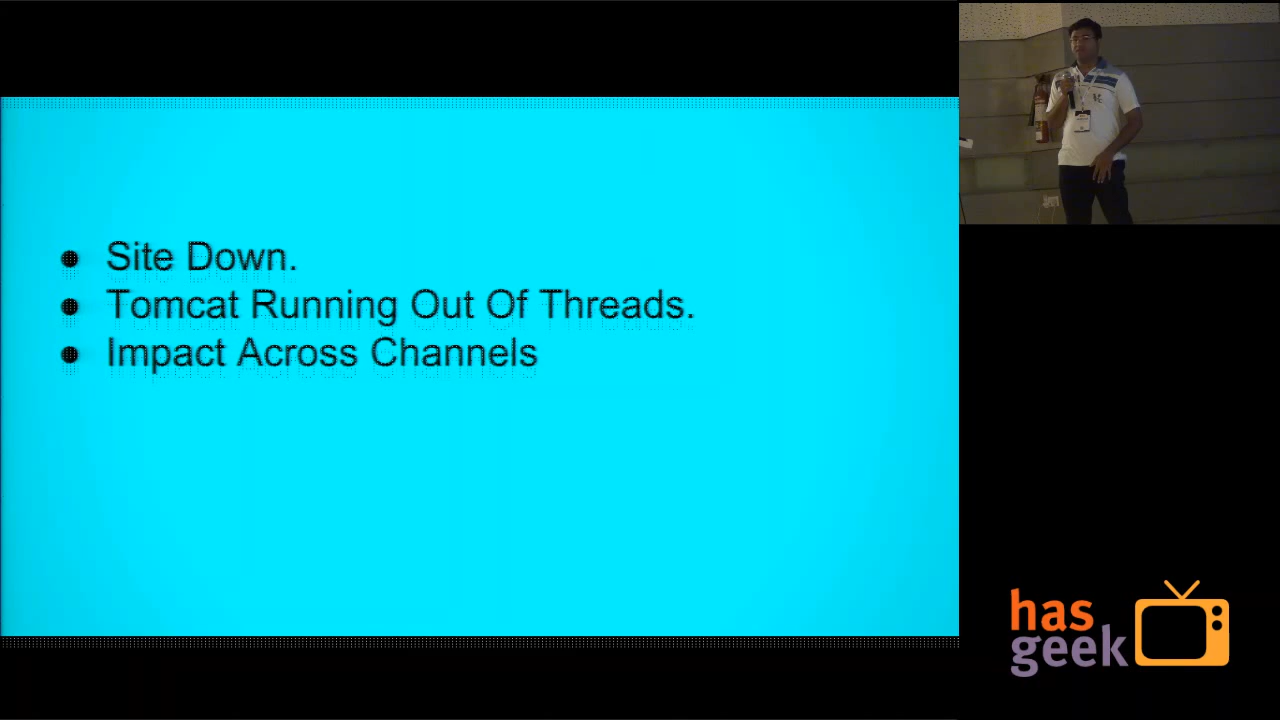 Site Down.
Tomcat Running Out Of Threads.
Impact Across Channels
has
geek